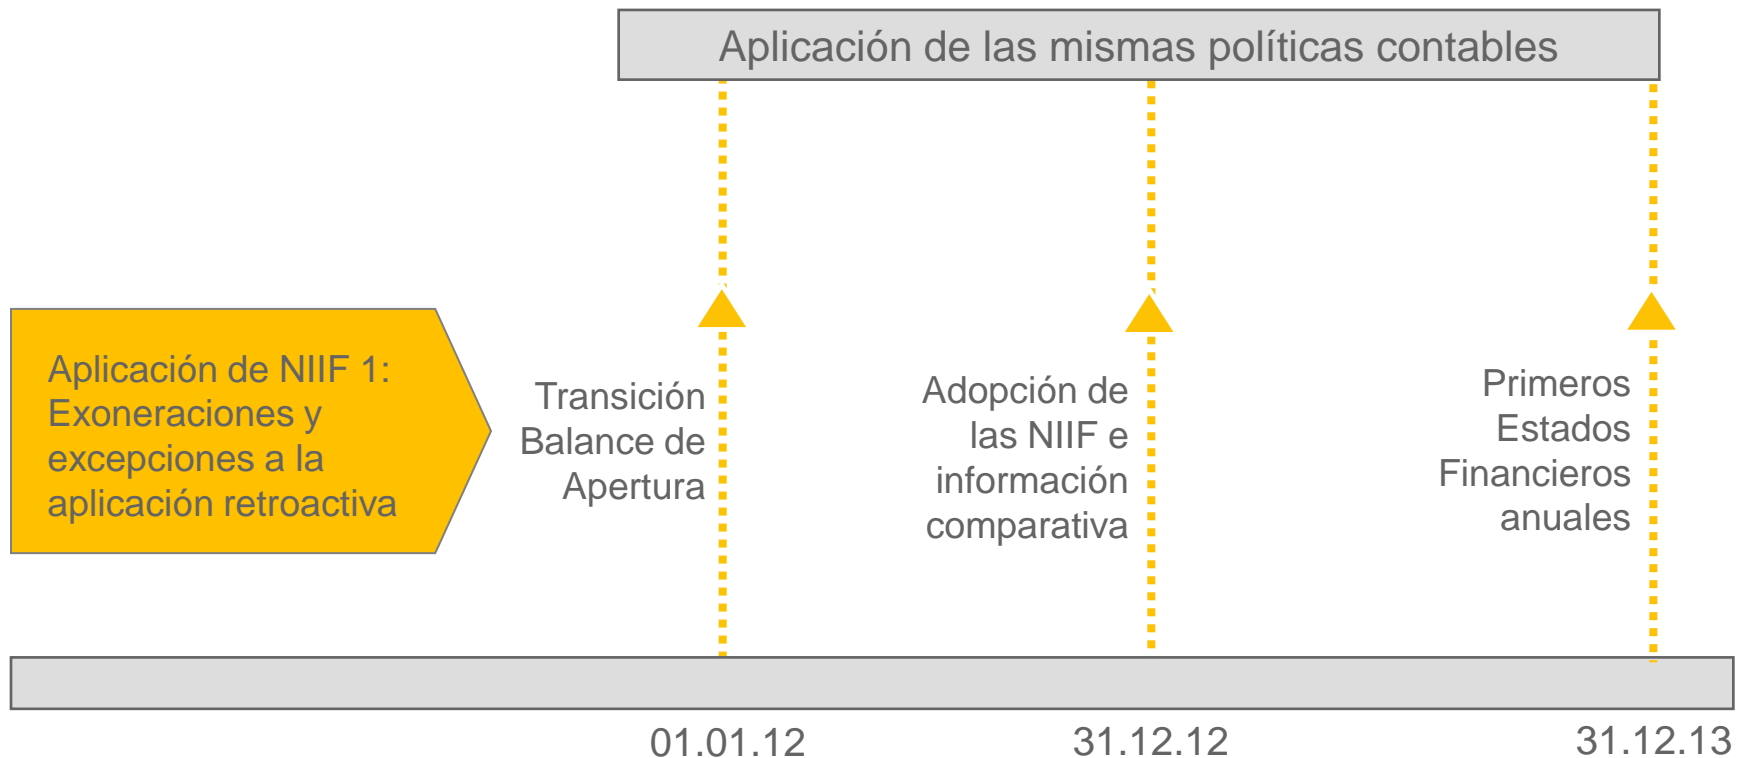 Aplicación de las mismas políticas contables
Aplicación de NIIF 1:
Exoneraciones y
excepciones a la
aplicación retroactiva
Transición
Balance de
Apertura
Adopción de
las NIIF e
información
comparativa
Primeros
Estados
Financieros
anuales
01.01.12
31.12.12
31.12.13